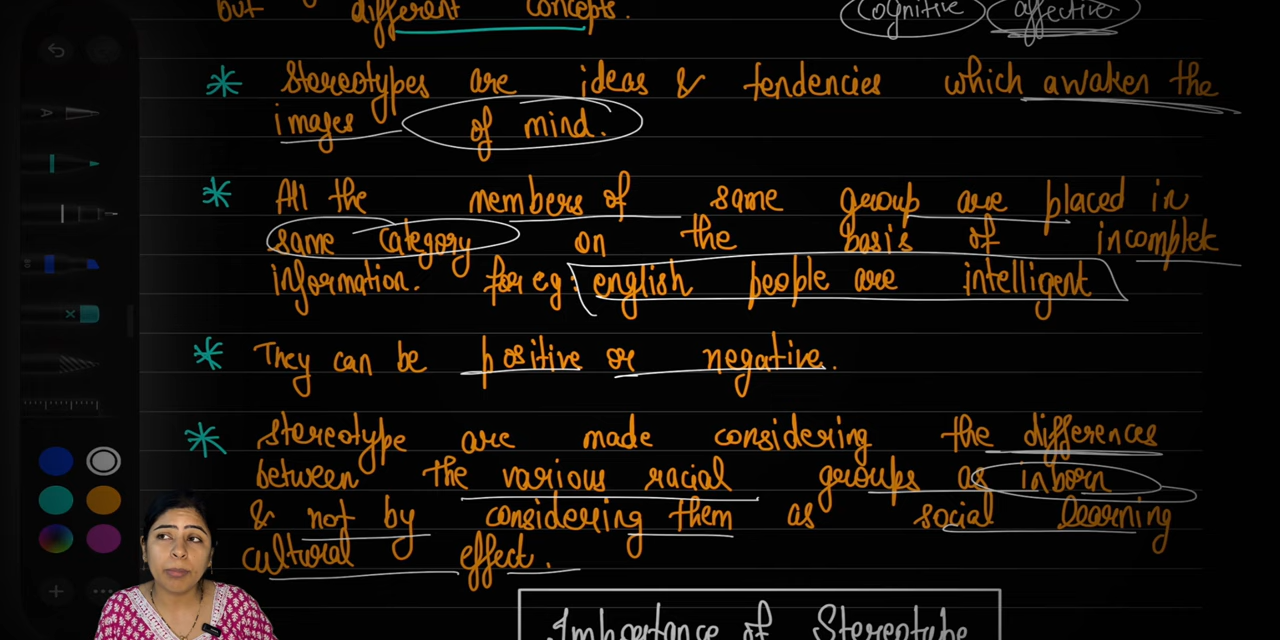 but different concepts.
cognitive affective
* Stereotypes are ideas & tendencies which awaken the
images of mind.
* All the members of same group are placed in
same category on the basis of incomplete
information. for eg: english people are intelligent
* They can be positive or negative.
* Stereotype are made considering the differences
between the various racial groups as inborn
& not by considering them as social learning
cultural effect.
Importance of Stereotype